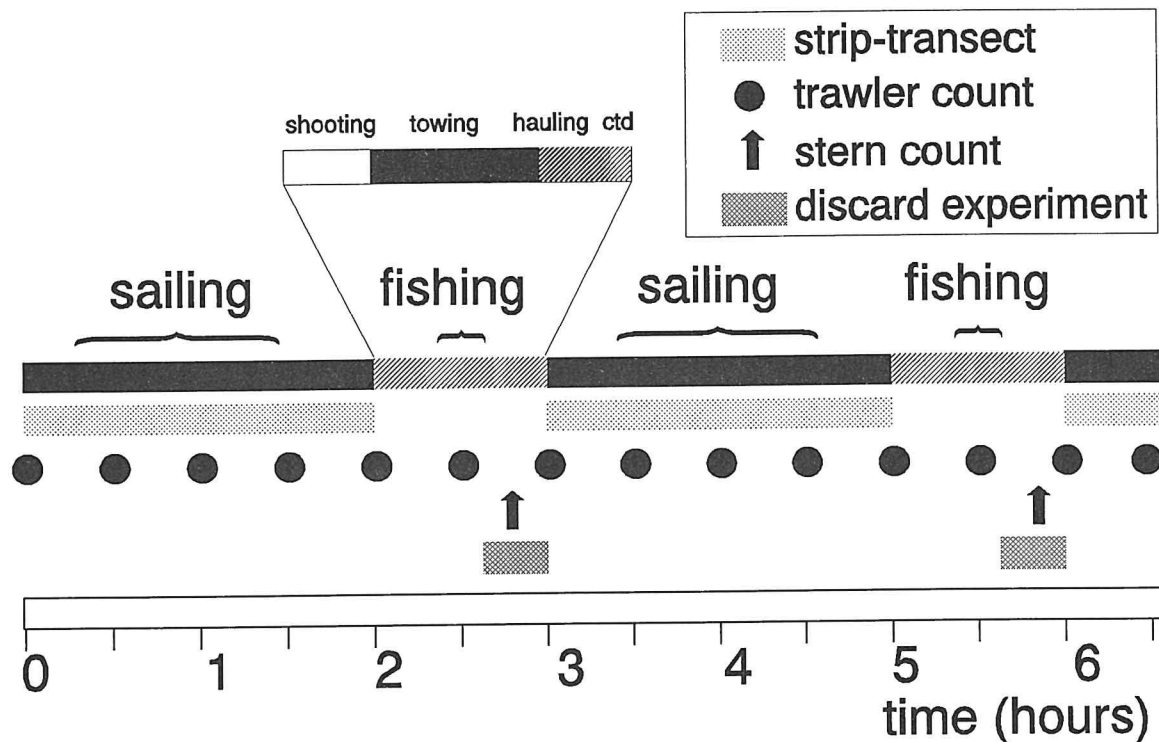 strip-transect
trawler count
stern count
discard experiment
shooting towing hauling ctd
sailing fishing sailing fishing
0 1 2 3 4 5 6
time (hours)